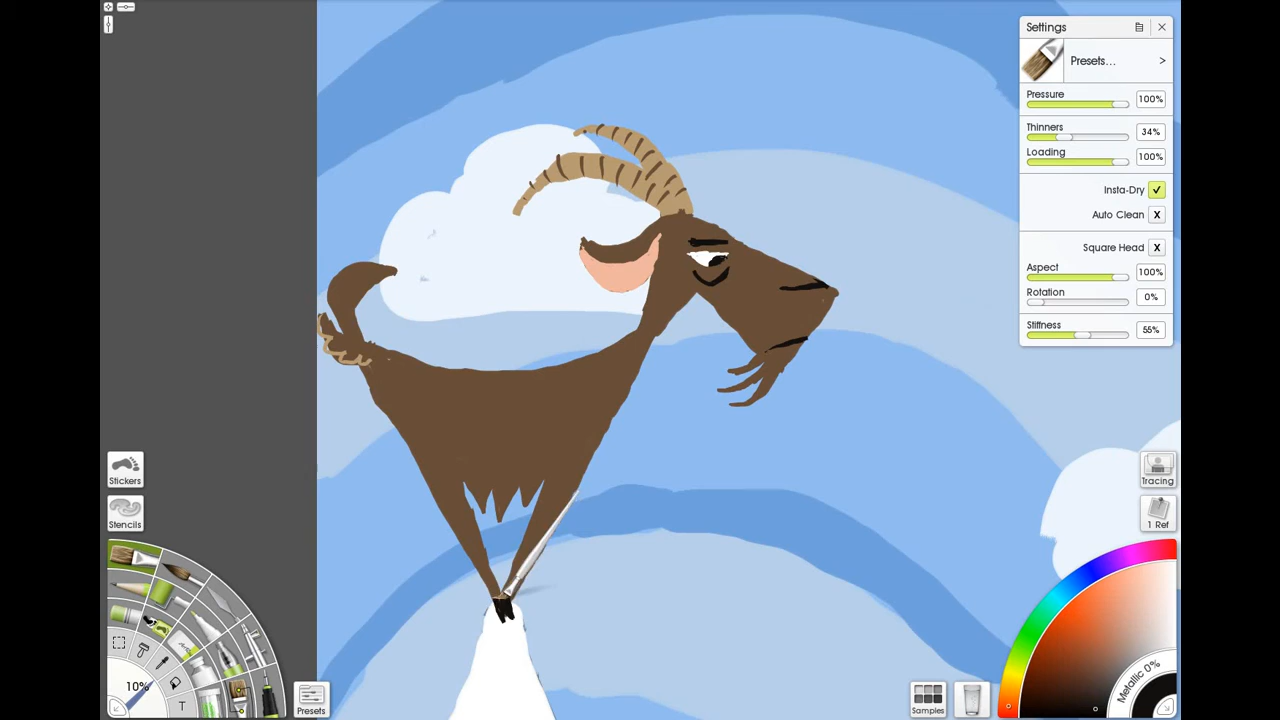 Settings
Presets... >
Pressure
100%
Thinners
34%
Loading
100%
Insta-Dry ✓
Auto Clean X
Square Head X
Aspect
100%
Rotation
0%
Stiffness
55%
Stickers
Stencils
Tracing
1 Ref
10%
T
Presets
Samples
Metallic 0%